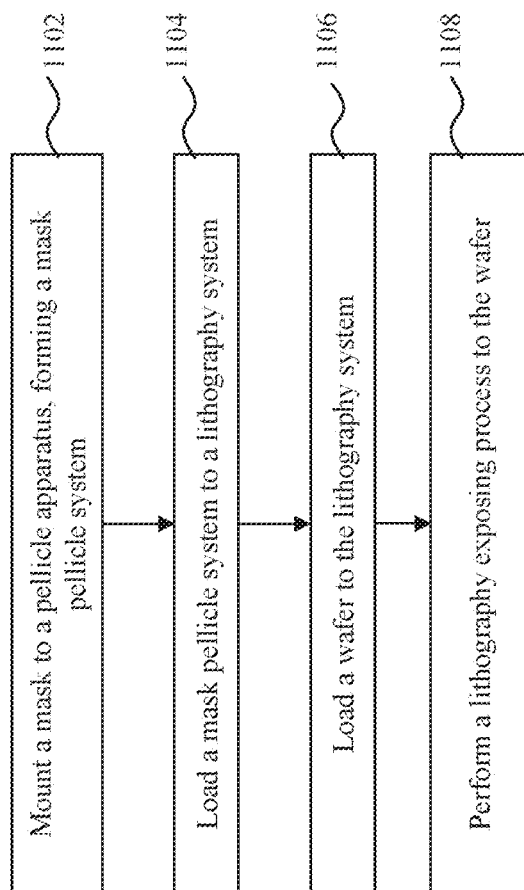 Mount a mask to a pellicle apparatus, forming a mask
pellicle system
1102
Load a mask pellicle system to a lithography system
1104
Load a wafer to the lithography system
1106
Perform a lithography exposing process to the wafer
1108